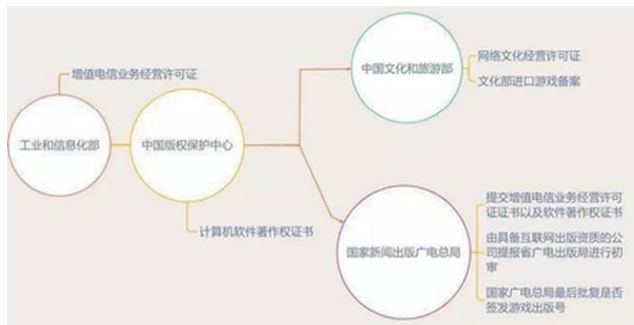 增值电信业务经营许可证
工业和信息化部
中国版权保护中心
计算机软件著作权证书
中国文化和旅游部
网络文化经营许可证
文化部进口游戏备案
国家新闻出版广电总局
提交增值电信业务经营许可
证证书以及软件著作权证书
由具备互联网出版资质的公
司提报省广电出版局进行初
审
国家广电总局最后批复是否
签发游戏出版号